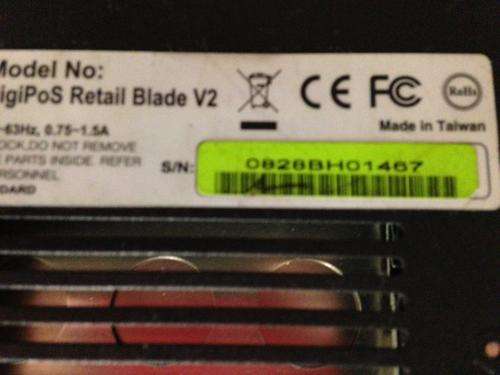 Model No:
igiPoS Retail Blade V2
~63Hz, 0.75~1.5A
OCK,DO NOT REMOVE
E PARTS INSIDE REFER
RSONNEL
DARD
CE FC RoHs
Made in Taiwan
S/N: 0828BH01467